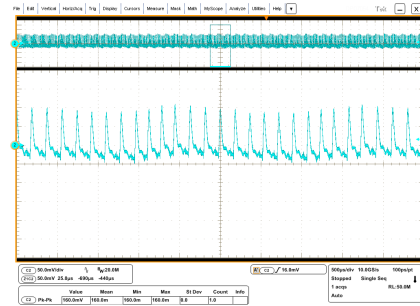 File Edit Vertical Horiz/Acq Trig Display Cursors Measure Mask Math MyScope Analyze Utilities Help
Tek
C2 50.0mV/div 20.0M
50.0mV 25.0µs -690µs -440µs
A C2 16.0mV
500µs/div 10.0GS/s 100ps/pt
Stopped Single Seq
1 acqs RL:50.0M
Auto
Value Mean Min Max St Dev Count Info
C2 Pk-Pk 160.0mV 160.0m 160.0m 160.0m 0.0 1.0